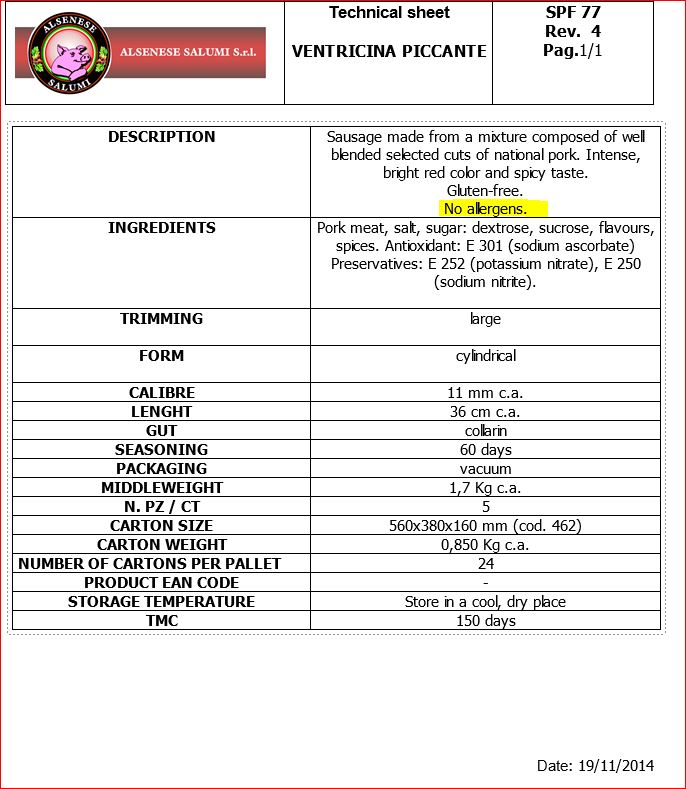 ALSENESE
SALUMI
ALSENESE SALUMI S.r.l.
Technical sheet
VENTRICINA PICCANTE
SPF 77
Rev. 4
Pag.1/1
DESCRIPTION
Sausage made from a mixture composed of well
blended selected cuts of national pork. Intense,
bright red color and spicy taste.
Gluten-free.
No allergens.
INGREDIENTS
Pork meat, salt, sugar: dextrose, sucrose, flavours,
spices. Antioxidant: E 301 (sodium ascorbate)
Preservatives: E 252 (potassium nitrate), E 250
(sodium nitrite).
TRIMMING large
FORM cylindrical
CALIBRE 11 mm c.a.
LENGHT 36 cm c.a.
GUT collarin
SEASONING 60 days
PACKAGING vacuum
MIDDLEWEIGHT 1,7 Kg c.a.
N. PZ / CT 5
CARTON SIZE 560x380x160 mm (cod. 462)
CARTON WEIGHT 0,850 Kg c.a.
NUMBER OF CARTONS PER PALLET 24
PRODUCT EAN CODE -
STORAGE TEMPERATURE Store in a cool, dry place
TMC 150 days
Date: 19/11/2014